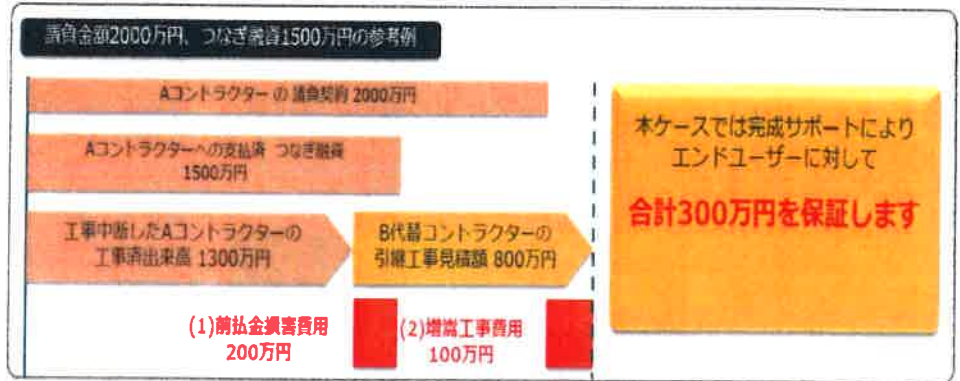 請負金額2000万円、つなぎ融資1500万円の参考例
Aコントラクター の 請負契約 2000万円
Aコントラクターへの支払済 つなぎ融資
1500万円
工事中断したAコントラクターの
工事済出来高 1300万円
B代替コントラクターの
引継工事見積額 800万円
(1)前払金損害費用
200万円
(2)増嵩工事費用
100万円
本ケースでは完成サポートにより
エンドユーザーに対して
合計300万円を保証します